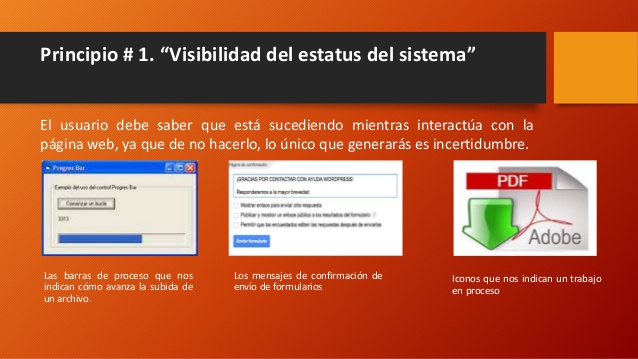 Principio # 1. “Visibilidad del estatus del sistema”
El usuario debe saber que está sucediendo mientras interactúa con la
página web, ya que de no hacerlo, lo único que generarás es incertidumbre.
Progres Bar
Ejemplo del uso del control Progres Bar
Comenzar un bucle
3313
Página de confirmación
¡GRACIAS POR CONTACTAR CON AYUDA WORDPRESS!
Responderemos a la mayor brevedad
Mostrar enlace para enviar otra respuesta
Publicar y mostrar un enlace público a los resultados del formulario ?
Permitir que los encuestados editen las respuestas después de enviarlas
Enviar formulario
PDF
Adobe
Las barras de proceso que nos
indican cómo avanza la subida de
un archivo.
Los mensajes de confirmación de
envío de formularios
Iconos que nos indican un trabajo
en proceso